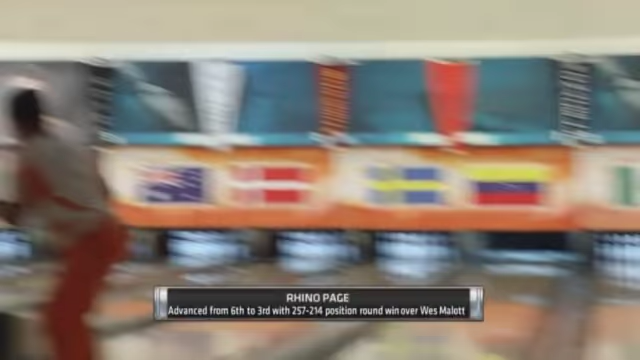 RHINO PAGE
Advanced from 6th to 3rd with 257-214 position round win over Wes Malott